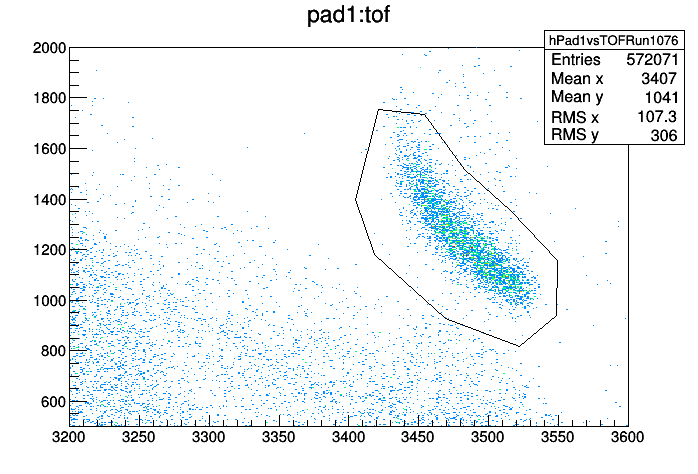 pad1:tof
hPad1vsTOFRun1076
Entries 572071
Mean x 3407
Mean y 1041
RMS x 107.3
RMS y 306
2000
1800
1600
1400
1200
1000
800
600
3200 3250 3300 3350 3400 3450 3500 3550 3600